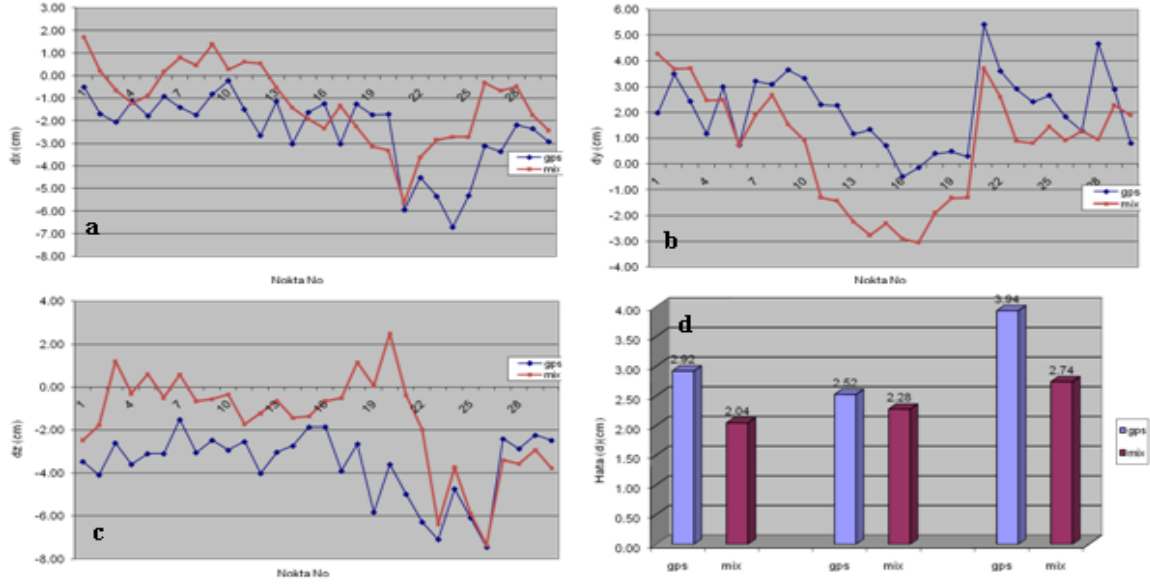 3.00
2.00
1.00
0.00
-1.00
-2.00
-3.00
-4.00
-5.00
-6.00
-7.00
-8.00
dx (cm)
1 4 7 10 13 16 19 22 25 28
gps
mix
a
Nokta No
6.00
5.00
4.00
3.00
2.00
1.00
0.00
-1.00
-2.00
-3.00
-4.00
dy (cm)
1 4 7 10 13 16 19 22 25 28
gps
mix
b
Nokta No
4.00
2.00
0.00
-2.00
-4.00
-6.00
-8.00
dz (cm)
1 4 7 10 13 16 19 22 25 28
gps
mix
c
Nokta No
4.00
3.50
3.00
2.50
2.00
1.50
1.00
0.50
0.00
Hata (d)(cm)
d
2.92 2.04 2.52 2.28 3.94 2.74
gps mix gps mix gps mix
gps
mix